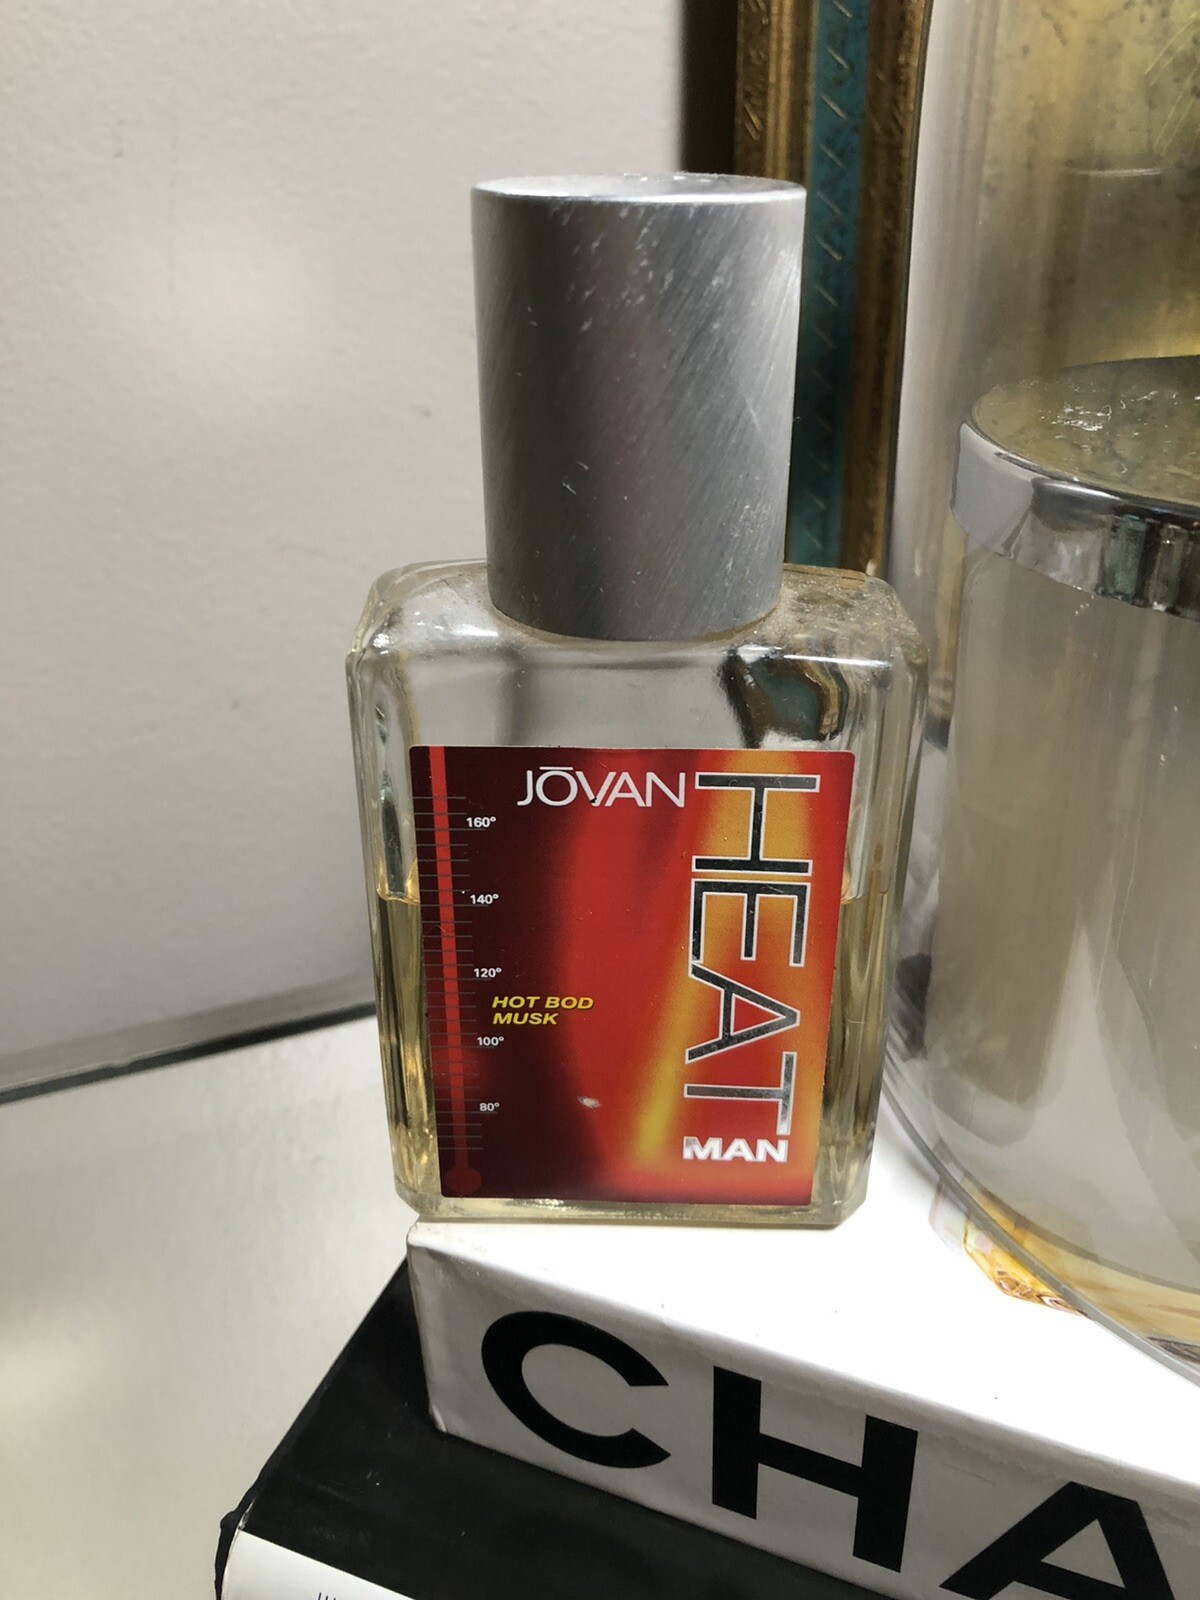 JŌVAN
HEAT
MAN
160°
140°
120°
HOT BOD
MUSK
100°
80°
CHA